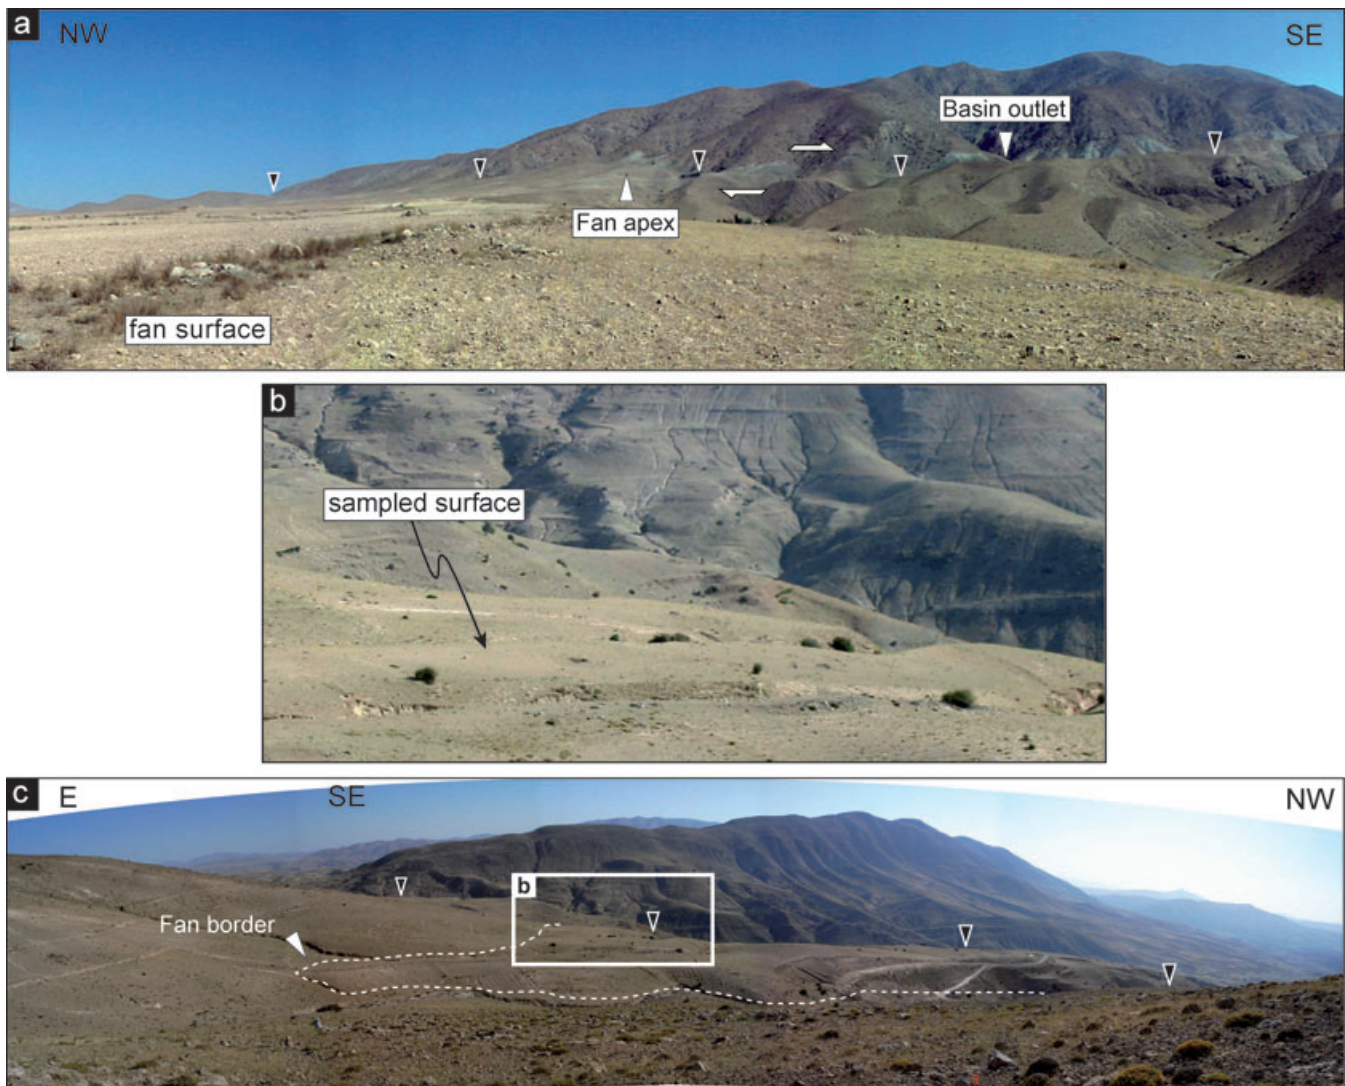 a
NW
SE
Basin outlet
Fan apex
fan surface
b
sampled surface
c
E
SE
NW
b
Fan border